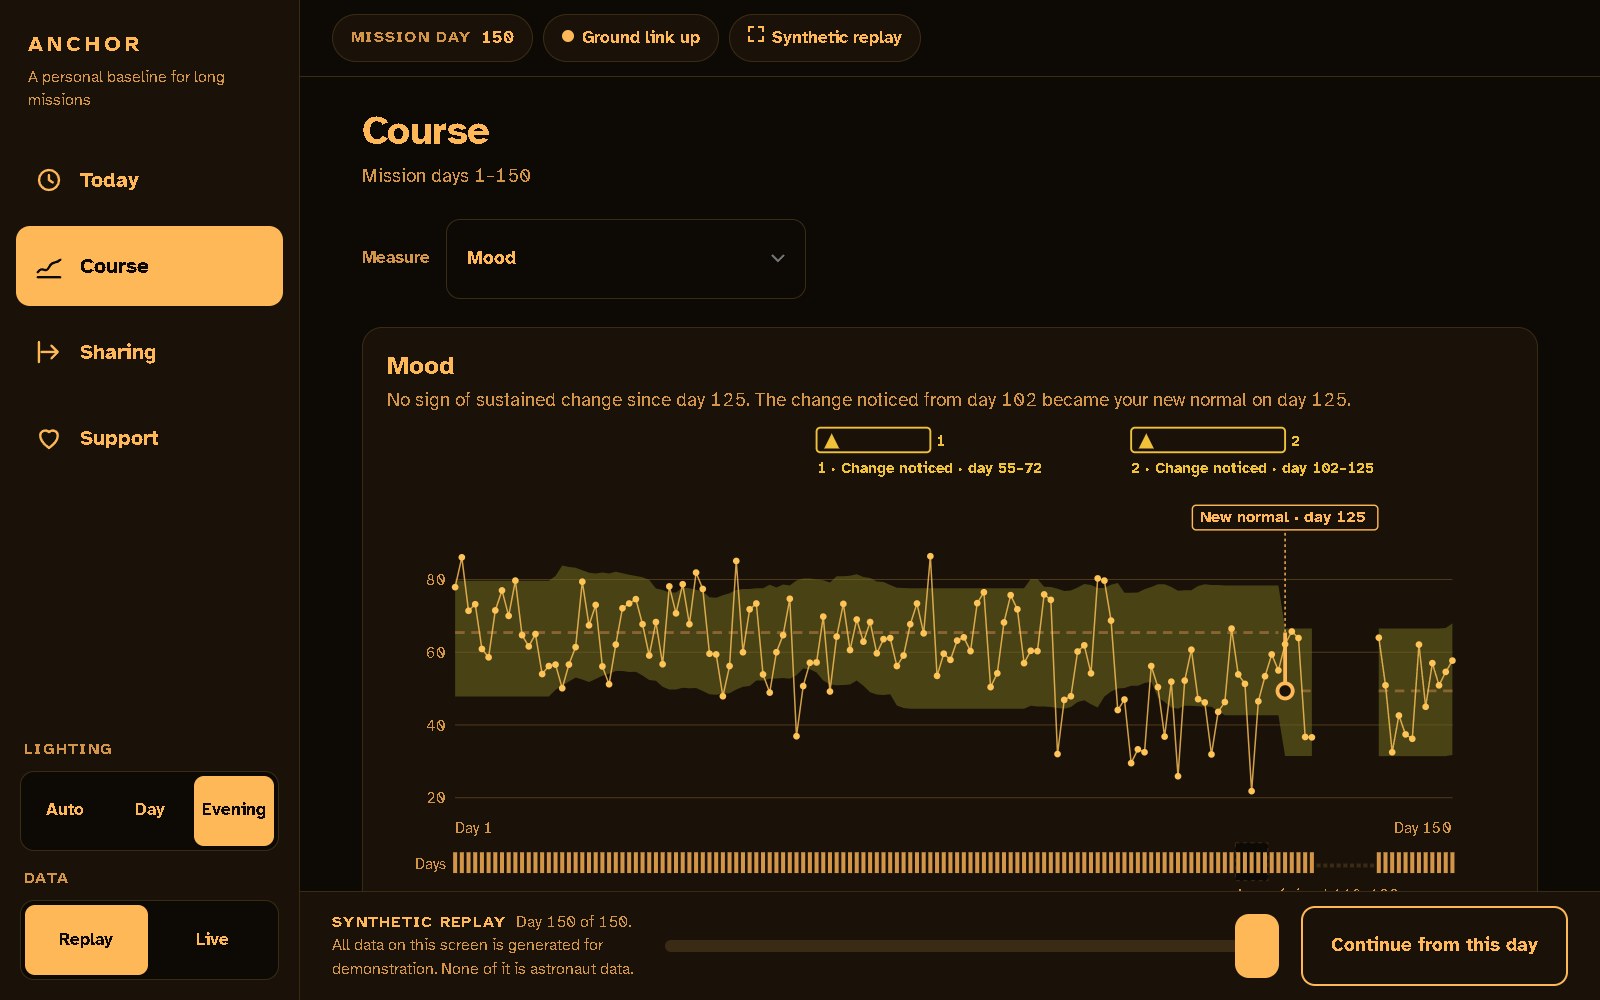 ANCHOR
A personal baseline for long
missions
Today
Course
Sharing
Support
LIGHTING
Auto Day Evening
DATA
Replay Live
MISSION DAY 150 Ground link up Synthetic replay
Course
Mission days 1–150
Measure Mood
Mood
No sign of sustained change since day 125. The change noticed from day 102 became your new normal on day 125.
1 2
1 · Change noticed · day 55–72 2 · Change noticed · day 102–125
New normal · day 125
80
60
40
20
Day 1 Day 150
Days
SYNTHETIC REPLAY Day 150 of 150.
All data on this screen is generated for
demonstration. None of it is astronaut data.
Continue from this day